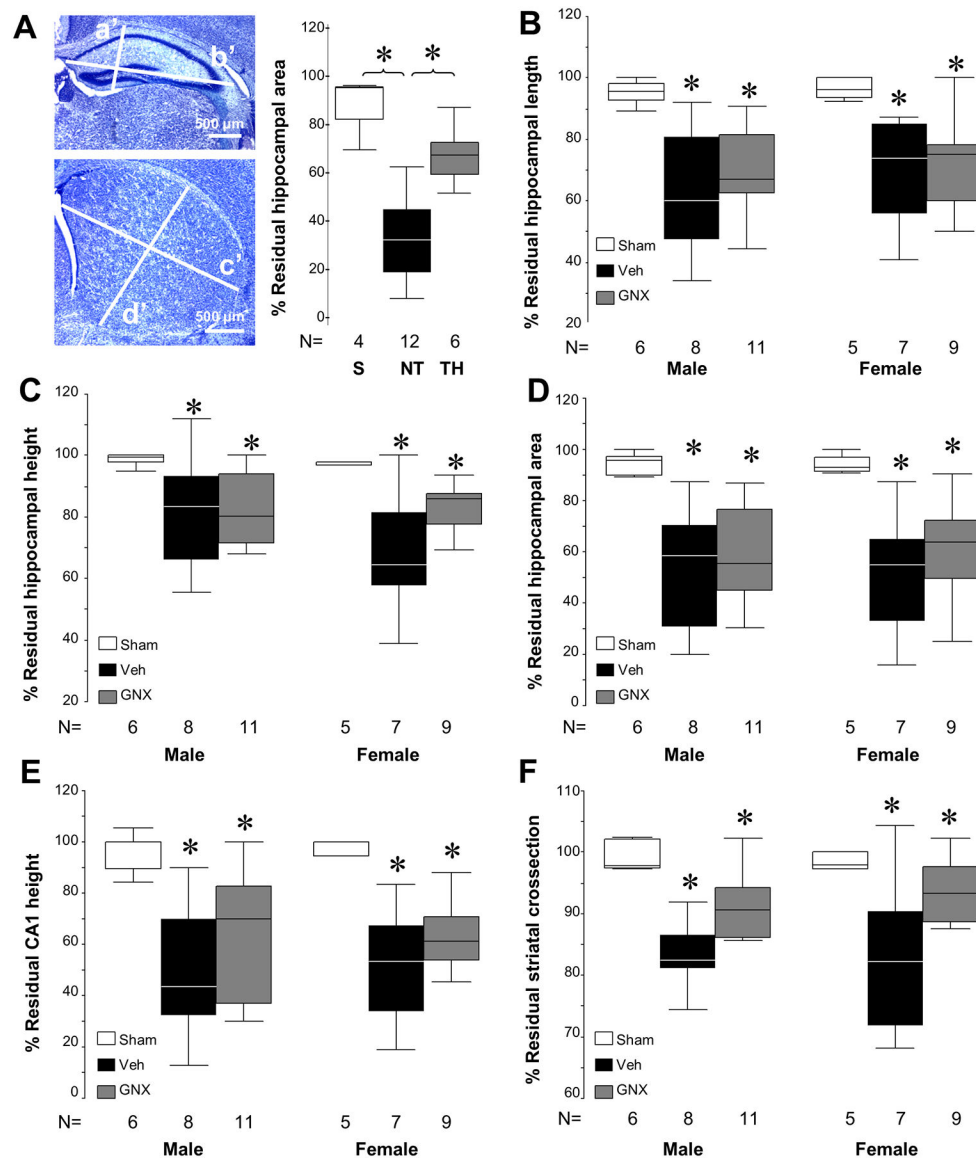 A
a’
b’
500 µm
c’
d’
500 µm
% Residual hippocampal area
120
100
80
60
40
20
0
* *
N= 4 12 6
S NT TH
B
% Residual hippocampal length
120
100
80
60
40
20
* * * *
Sham
Veh
GNX
N= 6 8 11 5 7 9
Male Female
C
% Residual hippocampal height
120
100
80
60
40
20
* * * *
Sham
Veh
GNX
N= 6 8 11 5 7 9
Male Female
D
% Residual hippocampal area
120
100
80
60
40
20
0
* * * *
Sham
Veh
GNX
N= 6 8 11 5 7 9
Male Female
E
% Residual CA1 height
120
100
80
60
40
20
0
* * * *
Sham
Veh
GNX
N= 6 8 11 5 7 9
Male Female
F
% Residual striatal crossection
110
100
90
80
70
60
* * * *
Sham
Veh
GNX
N= 6 8 11 5 7 9
Male Female